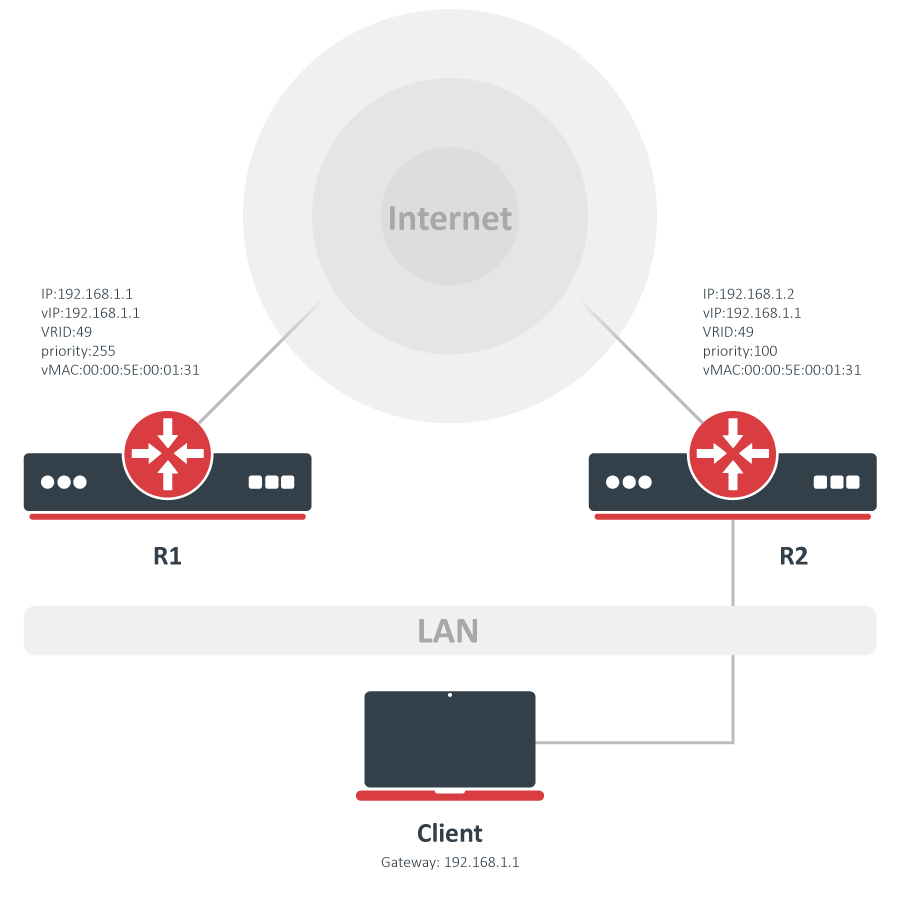 Internet
IP:192.168.1.1
vIP:192.168.1.1
VRID:49
priority:255
vMAC:00:00:5E:00:01:31
IP:192.168.1.2
vIP:192.168.1.1
VRID:49
priority:100
vMAC:00:00:5E:00:01:31
R1
R2
LAN
Client
Gateway: 192.168.1.1